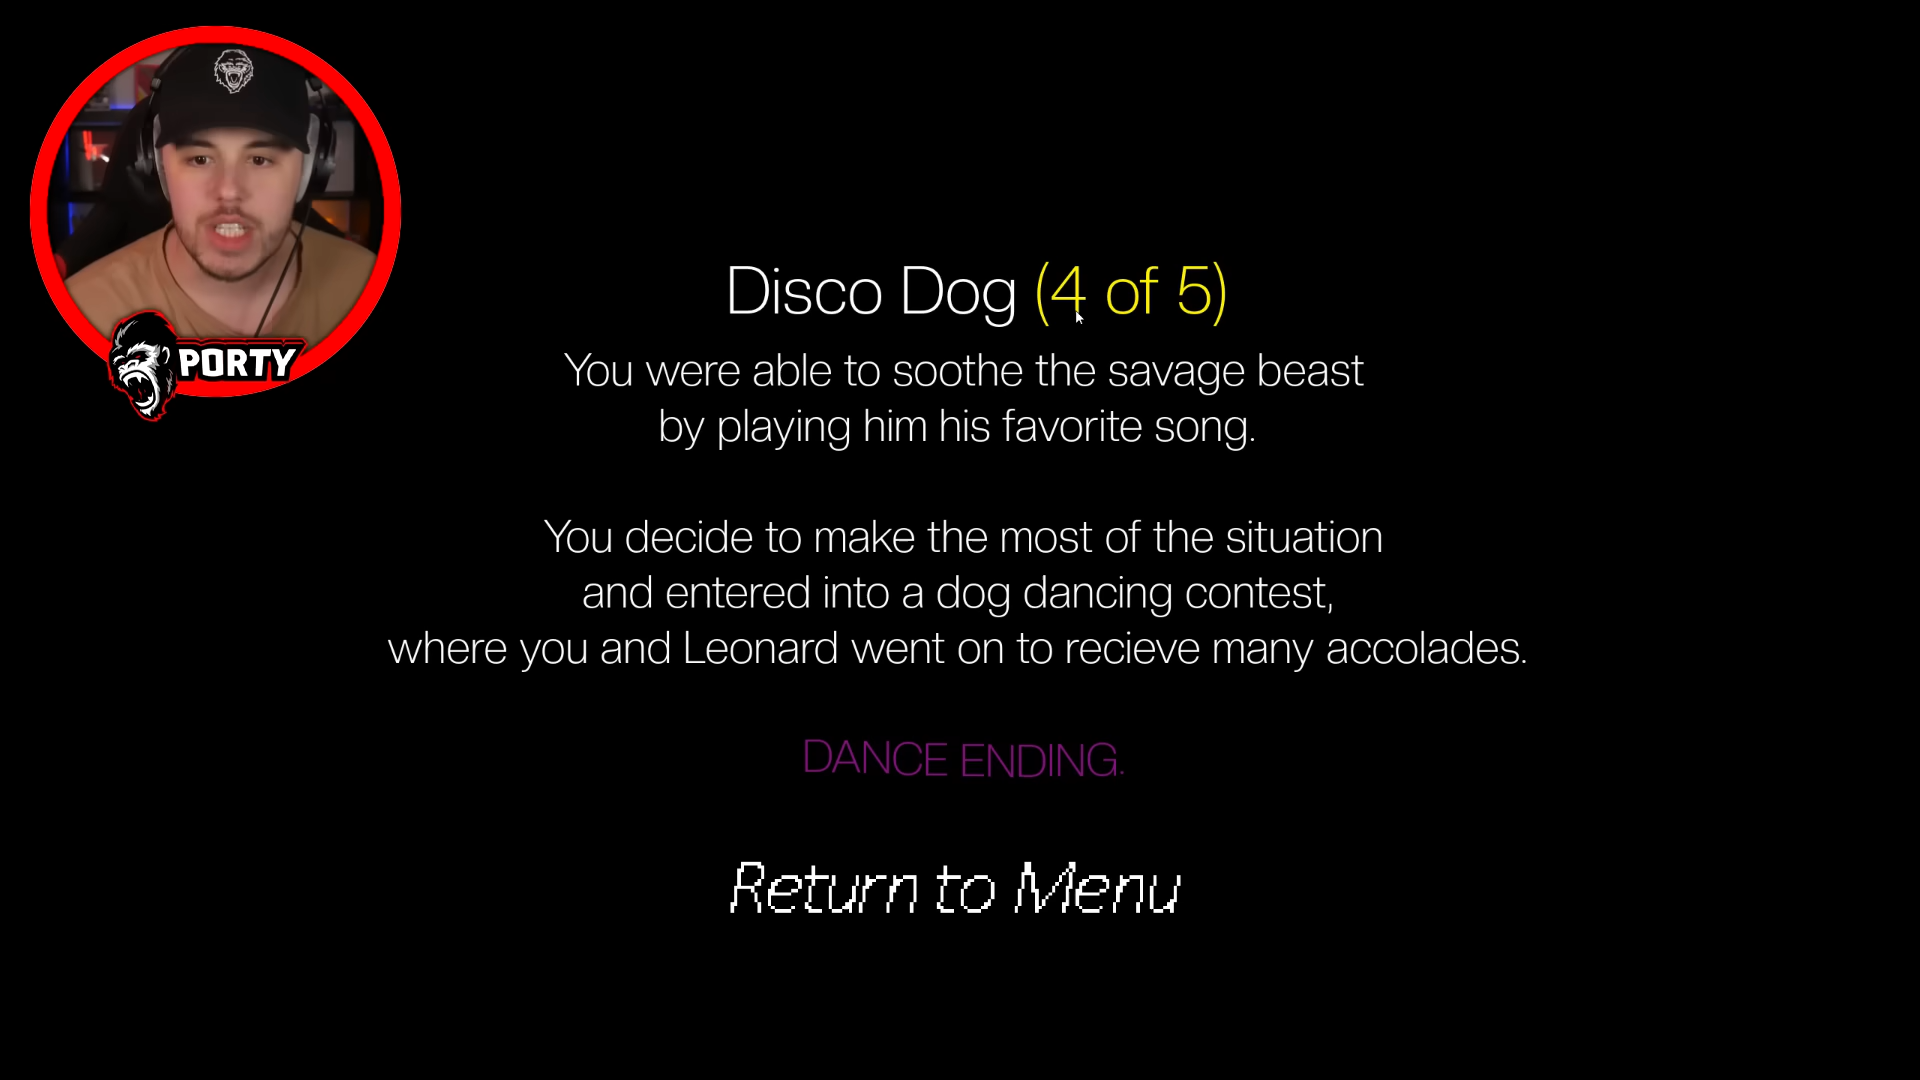 PORTY
Disco Dog (4 of 5)
You were able to soothe the savage beast
by playing him his favorite song.
You decide to make the most of the situation
and entered into a dog dancing contest,
where you and Leonard went on to recieve many accolades.
DANCE ENDING.
Return to Menu